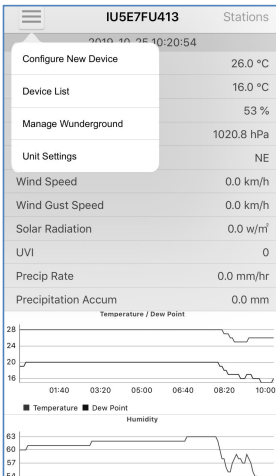 IU5E7FU413 Stations
2019-10-25 10:20:54
Configure New Device
Device List
Manage Wunderground
Unit Settings
26.0 °C
16.0 °C
53 %
1020.8 hPa
NE
Wind Speed 0.0 km/h
Wind Gust Speed 0.0 km/h
Solar Radiation 0.0 w/㎡
UVI 0
Precip Rate 0.0 mm/hr
Precipitation Accum 0.0 mm
Temperature / Dew Point
28
24
20
16
01:40 03:20 05:00 06:40 08:20 10:00
Temperature Dew Point
Humidity
63
60
57
54